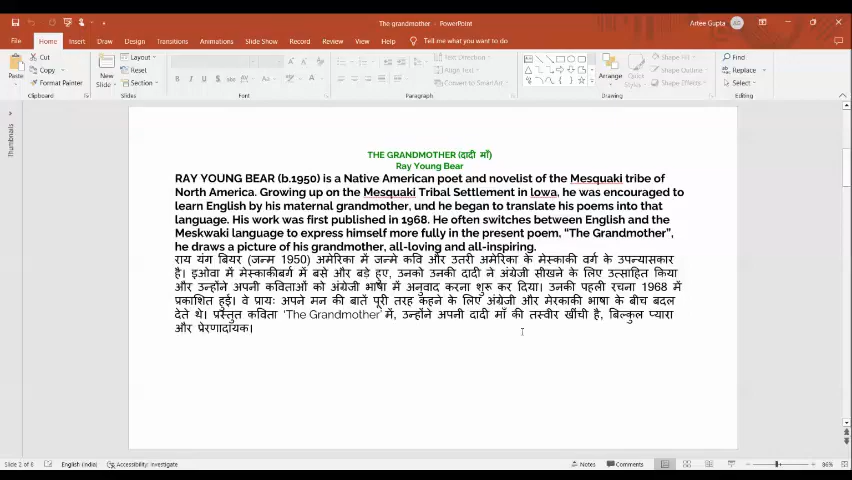 The grandmother - PowerPoint
Artee Gupta AG
File Home Insert Draw Design Transitions Animations Slide Show Record Review View Help Tell me what you want to do
Paste
Cut
Copy
Format Painter
Clipboard
New
Slide
Layout
Reset
Section
Slides
Font
Text Direction
Align Text
Convert to SmartArt
Paragraph
Arrange
Quick
Styles
Shape Fill
Shape Outline
Shape Effects
Drawing
Find
Replace
Select
Editing
Thumbnails
THE GRANDMOTHER (दादी माँ)
Ray Young Bear
RAY YOUNG BEAR (b.1950) is a Native American poet and novelist of the Mesquaki tribe of
North America. Growing up on the Mesquaki Tribal Settlement in lowa, he was encouraged to
learn English by his maternal grandmother, und he began to translate his poems into that
language. His work was first published in 1968. He often switches between English and the
Meskwaki language to express himself more fully in the present poem, "The Grandmother",
he draws a picture of his grandmother, all-loving and all-inspiring.
राय यंग बियर (जन्म 1950) अमेरिका में जन्मे कवि और उतरी अमेरिका के मेस्काकी वर्ग के उपन्यासकार
है। इओवा में मेस्काकीबर्ग में बसे और बड़े हुए, उनको उनकी दादी ने अंग्रेजी सीखने के लिए उत्साहित किया
और उन्होंने अपनी कविताओं को अंग्रेजी भाषा में अनुवाद करना शुरू कर दिया। उनकी पहली रचना 1968 में
प्रकाशित हुई। वे प्रायः अपने मन की बातें पूरी तरह कहने के लिए अंग्रेजी और मेरकाकी भाषा के बीच बदल
देते थे। प्रस्तुत कविता 'The Grandmother' में, उन्होंने अपनी दादी माँ की तस्वीर खींची है, बिल्कुल प्यारा
और प्रेरणादायक।
Slide 2 of 8 English (India) Accessibility: Investigate Notes Comments 86%